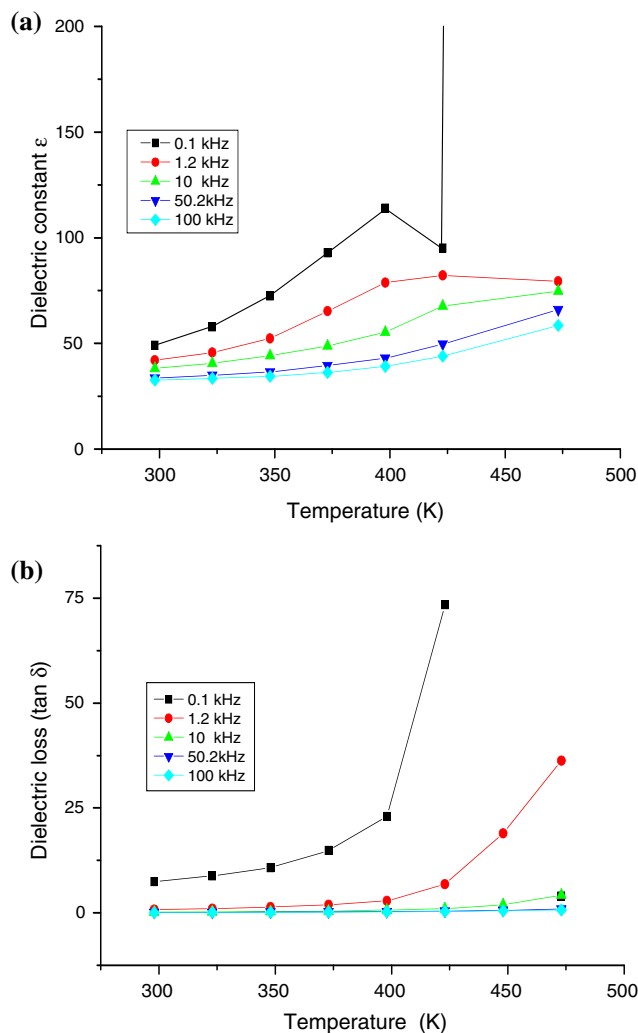 (a)
200
150
100
50
0
Dielectric constant ε
0.1 kHz
1.2 kHz
10 kHz
50.2kHz
100 kHz
300
350
400
450
500
Temperature (K)
(b)
75
50
25
0
Dielectric loss (tan δ)
0.1 kHz
1.2 kHz
10 kHz
50.2kHz
100 kHz
300
350
400
450
500
Temperature (K)